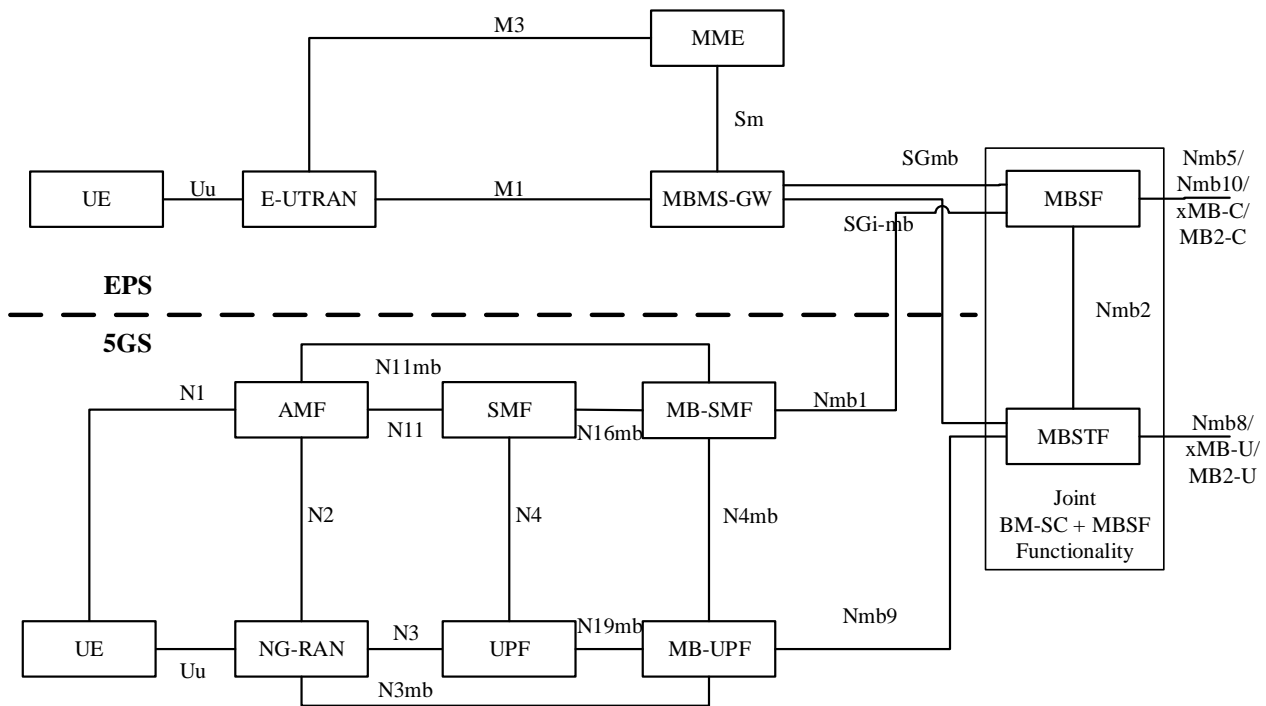 M3
MME
Sm
SGmb
Nmb5/
Nmb10/
xMB-C/
MB2-C
UE
Uu
E-UTRAN
M1
MBMS-GW
MBSF
SGi-mb
EPS
Nmb2
5GS
N11mb
N1
AMF
N11
SMF
N16mb
MB-SMF
Nmb1
MBSTF
Nmb8/
xMB-U/
MB2-U
Joint
BM-SC + MBSF
Functionality
N2
N4
N4mb
UE
Uu
NG-RAN
N3
UPF
N19mb
MB-UPF
Nmb9
N3mb